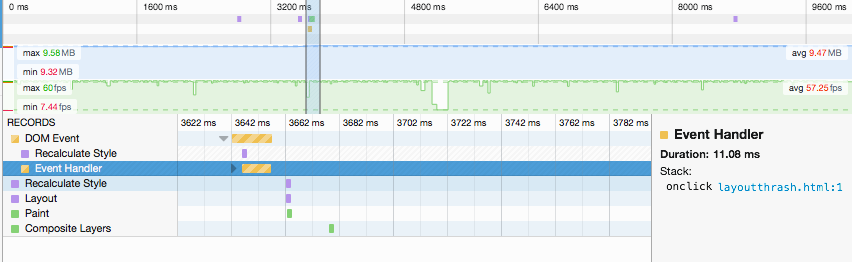 0 ms 1600 ms 3200 ms 4800 ms 6400 ms 8000 ms 9600 ms
max 9.58 MB avg 9.47 MB
min 9.32 MB
max 60 fps avg 57.25 fps
min 7.44 fps
RECORDS 3622 ms 3642 ms 3662 ms 3682 ms 3702 ms 3722 ms 3742 ms 3762 ms 3782 ms
DOM Event
Recalculate Style
Event Handler
Recalculate Style
Layout
Paint
Composite Layers
Event Handler
Duration: 11.08 ms
Stack:
onclick layoutthrash.html:1